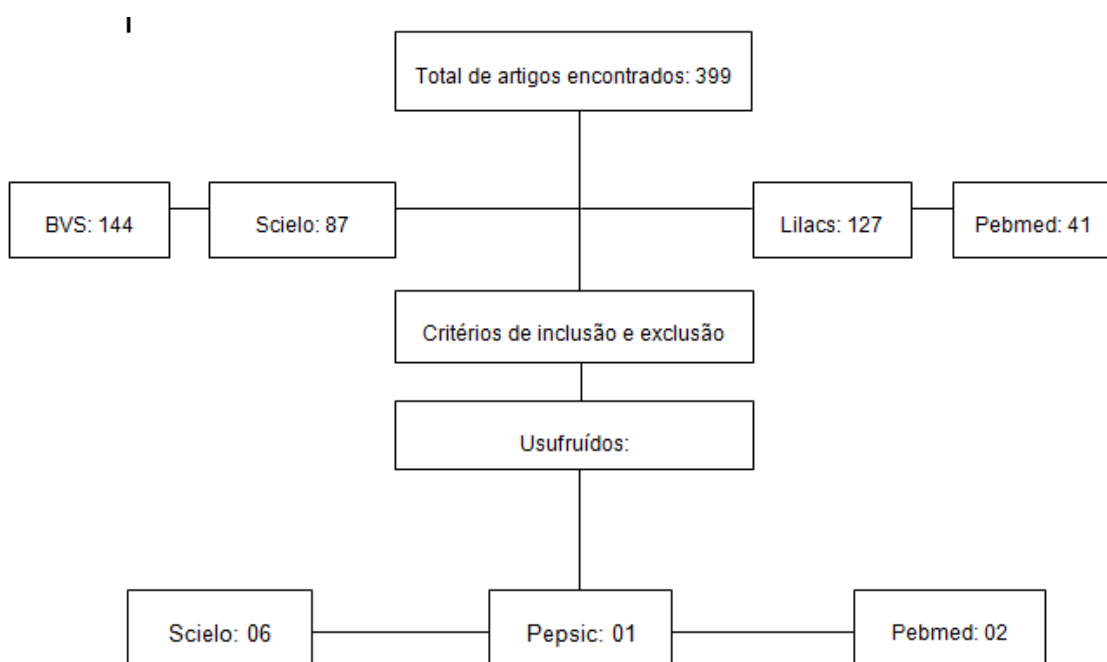 Total de artigos encontrados: 399
BVS: 144
Scielo: 87
Lilacs: 127
Pebmed: 41
Critérios de inclusão e exclusão
Usufruídos:
Scielo: 06
Pepsic: 01
Pebmed: 02